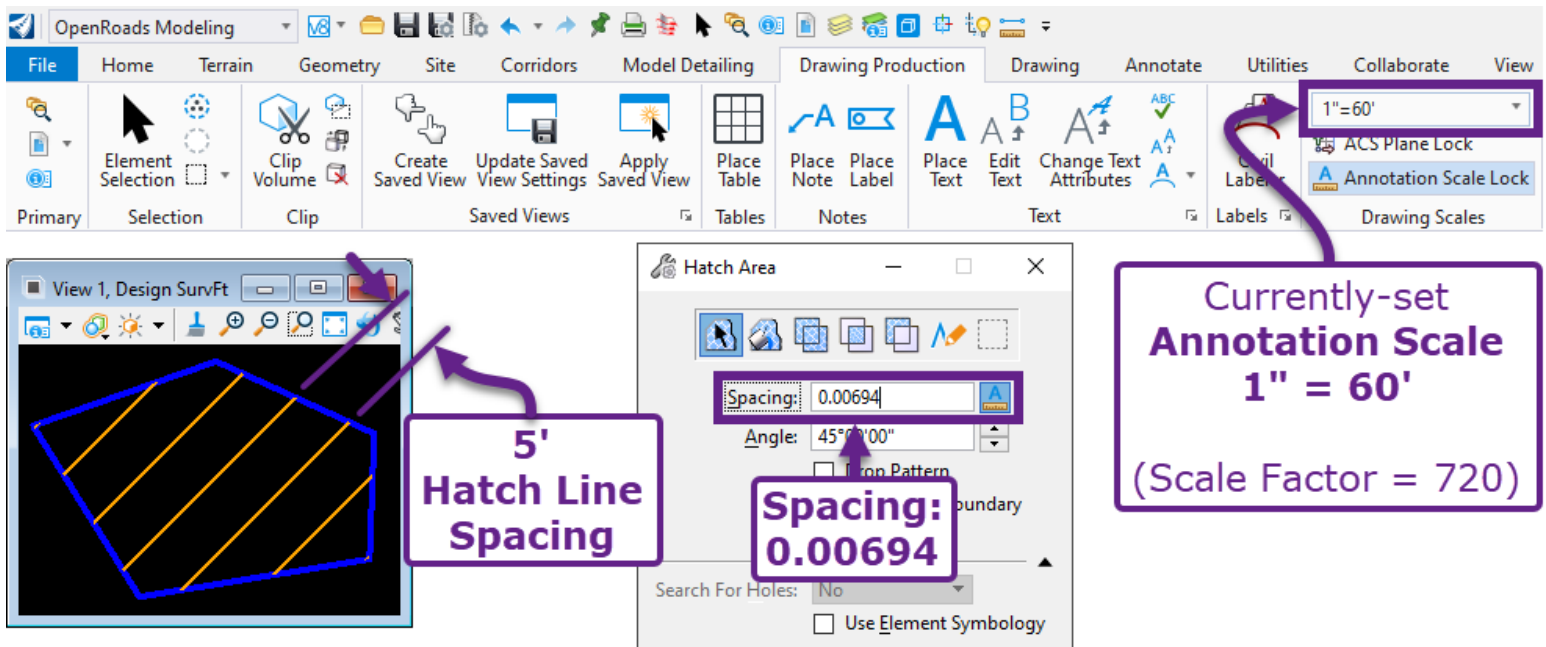 OpenRoads Modeling
File Home Terrain Geometry Site Corridors Model Detailing Drawing Production Drawing Annotate Utilities Collaborate View
1"=60'
ACS Plane Lock
Annotation Scale Lock
Element Selection
Clip Volume
Create Saved View
Update Saved View Settings
Apply Saved View
Place Table
Place Note
Place Label
Place Text
Edit Text
Change Text Attributes
Primary Selection Clip Saved Views Tables Notes Text Labels Drawing Scales
View 1, Design SurvFt
Hatch Area
Spacing: 0.00694
Angle: 45°
Pattern
Search For Holes: No
Use Element Symbology
5'
Hatch Line
Spacing
Spacing:
0.00694
Currently-set
Annotation Scale
1" = 60'
(Scale Factor = 720)